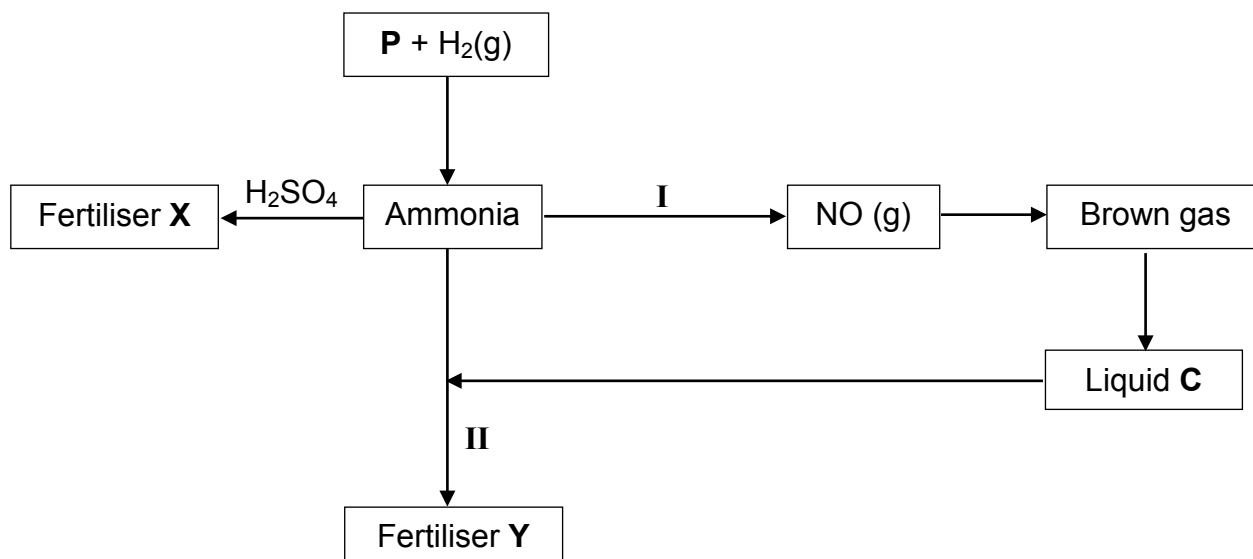 P + H₂(g)
H₂SO₄
Fertiliser X
Ammonia
I
NO (g)
Brown gas
Liquid C
II
Fertiliser Y